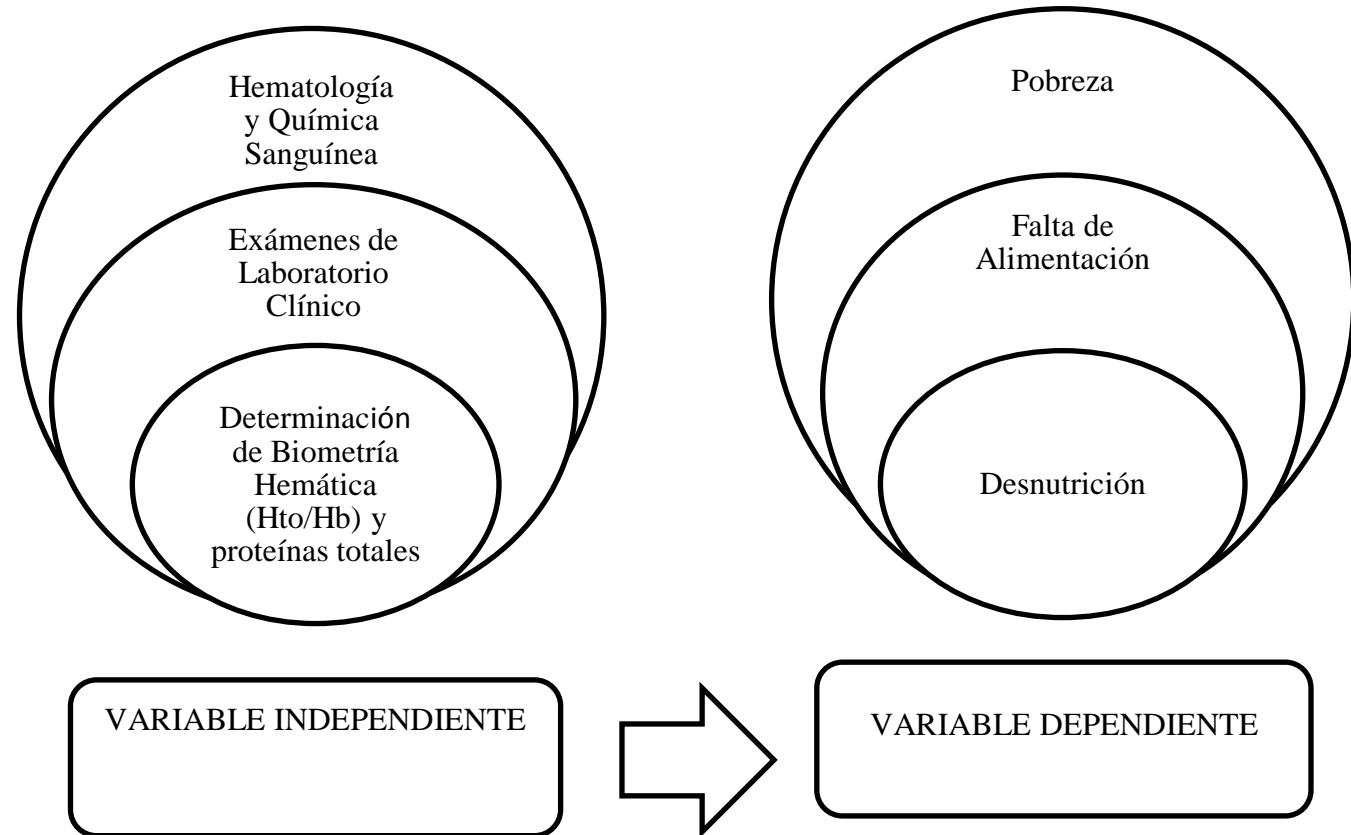 Hematología
y Química
Sanguínea
Exámenes de
Laboratorio
Clínico
Determinación
de Biometría
Hemática
(Hto/Hb) y
proteínas totales
Pobreza
Falta de
Alimentación
Desnutrición
VARIABLE INDEPENDIENTE
VARIABLE DEPENDIENTE